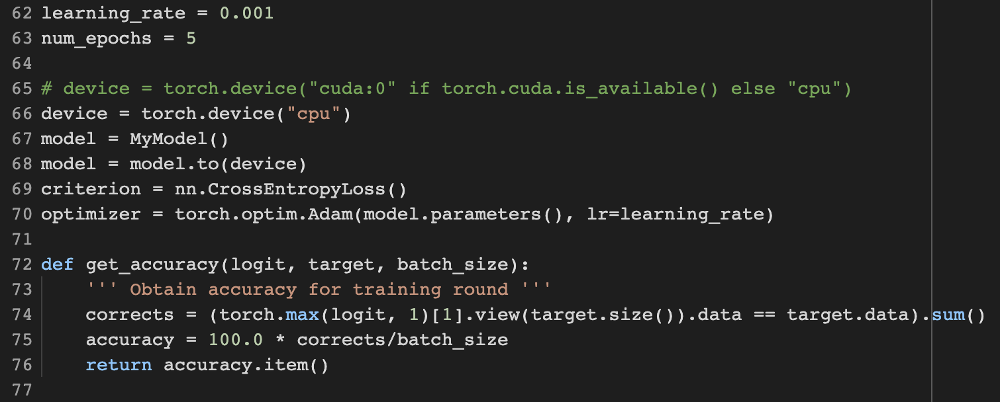 62 learning_rate = 0.001
63 num_epochs = 5
64
65 # device = torch.device("cuda:0" if torch.cuda.is_available() else "cpu")
66 device = torch.device("cpu")
67 model = MyModel()
68 model = model.to(device)
69 criterion = nn.CrossEntropyLoss()
70 optimizer = torch.optim.Adam(model.parameters(), lr=learning_rate)
71
72 def get_accuracy(logit, target, batch_size):
73     ''' Obtain accuracy for training round '''
74     corrects = (torch.max(logit, 1)[1].view(target.size()).data == target.data).sum()
75     accuracy = 100.0 * corrects/batch_size
76     return accuracy.item()
77